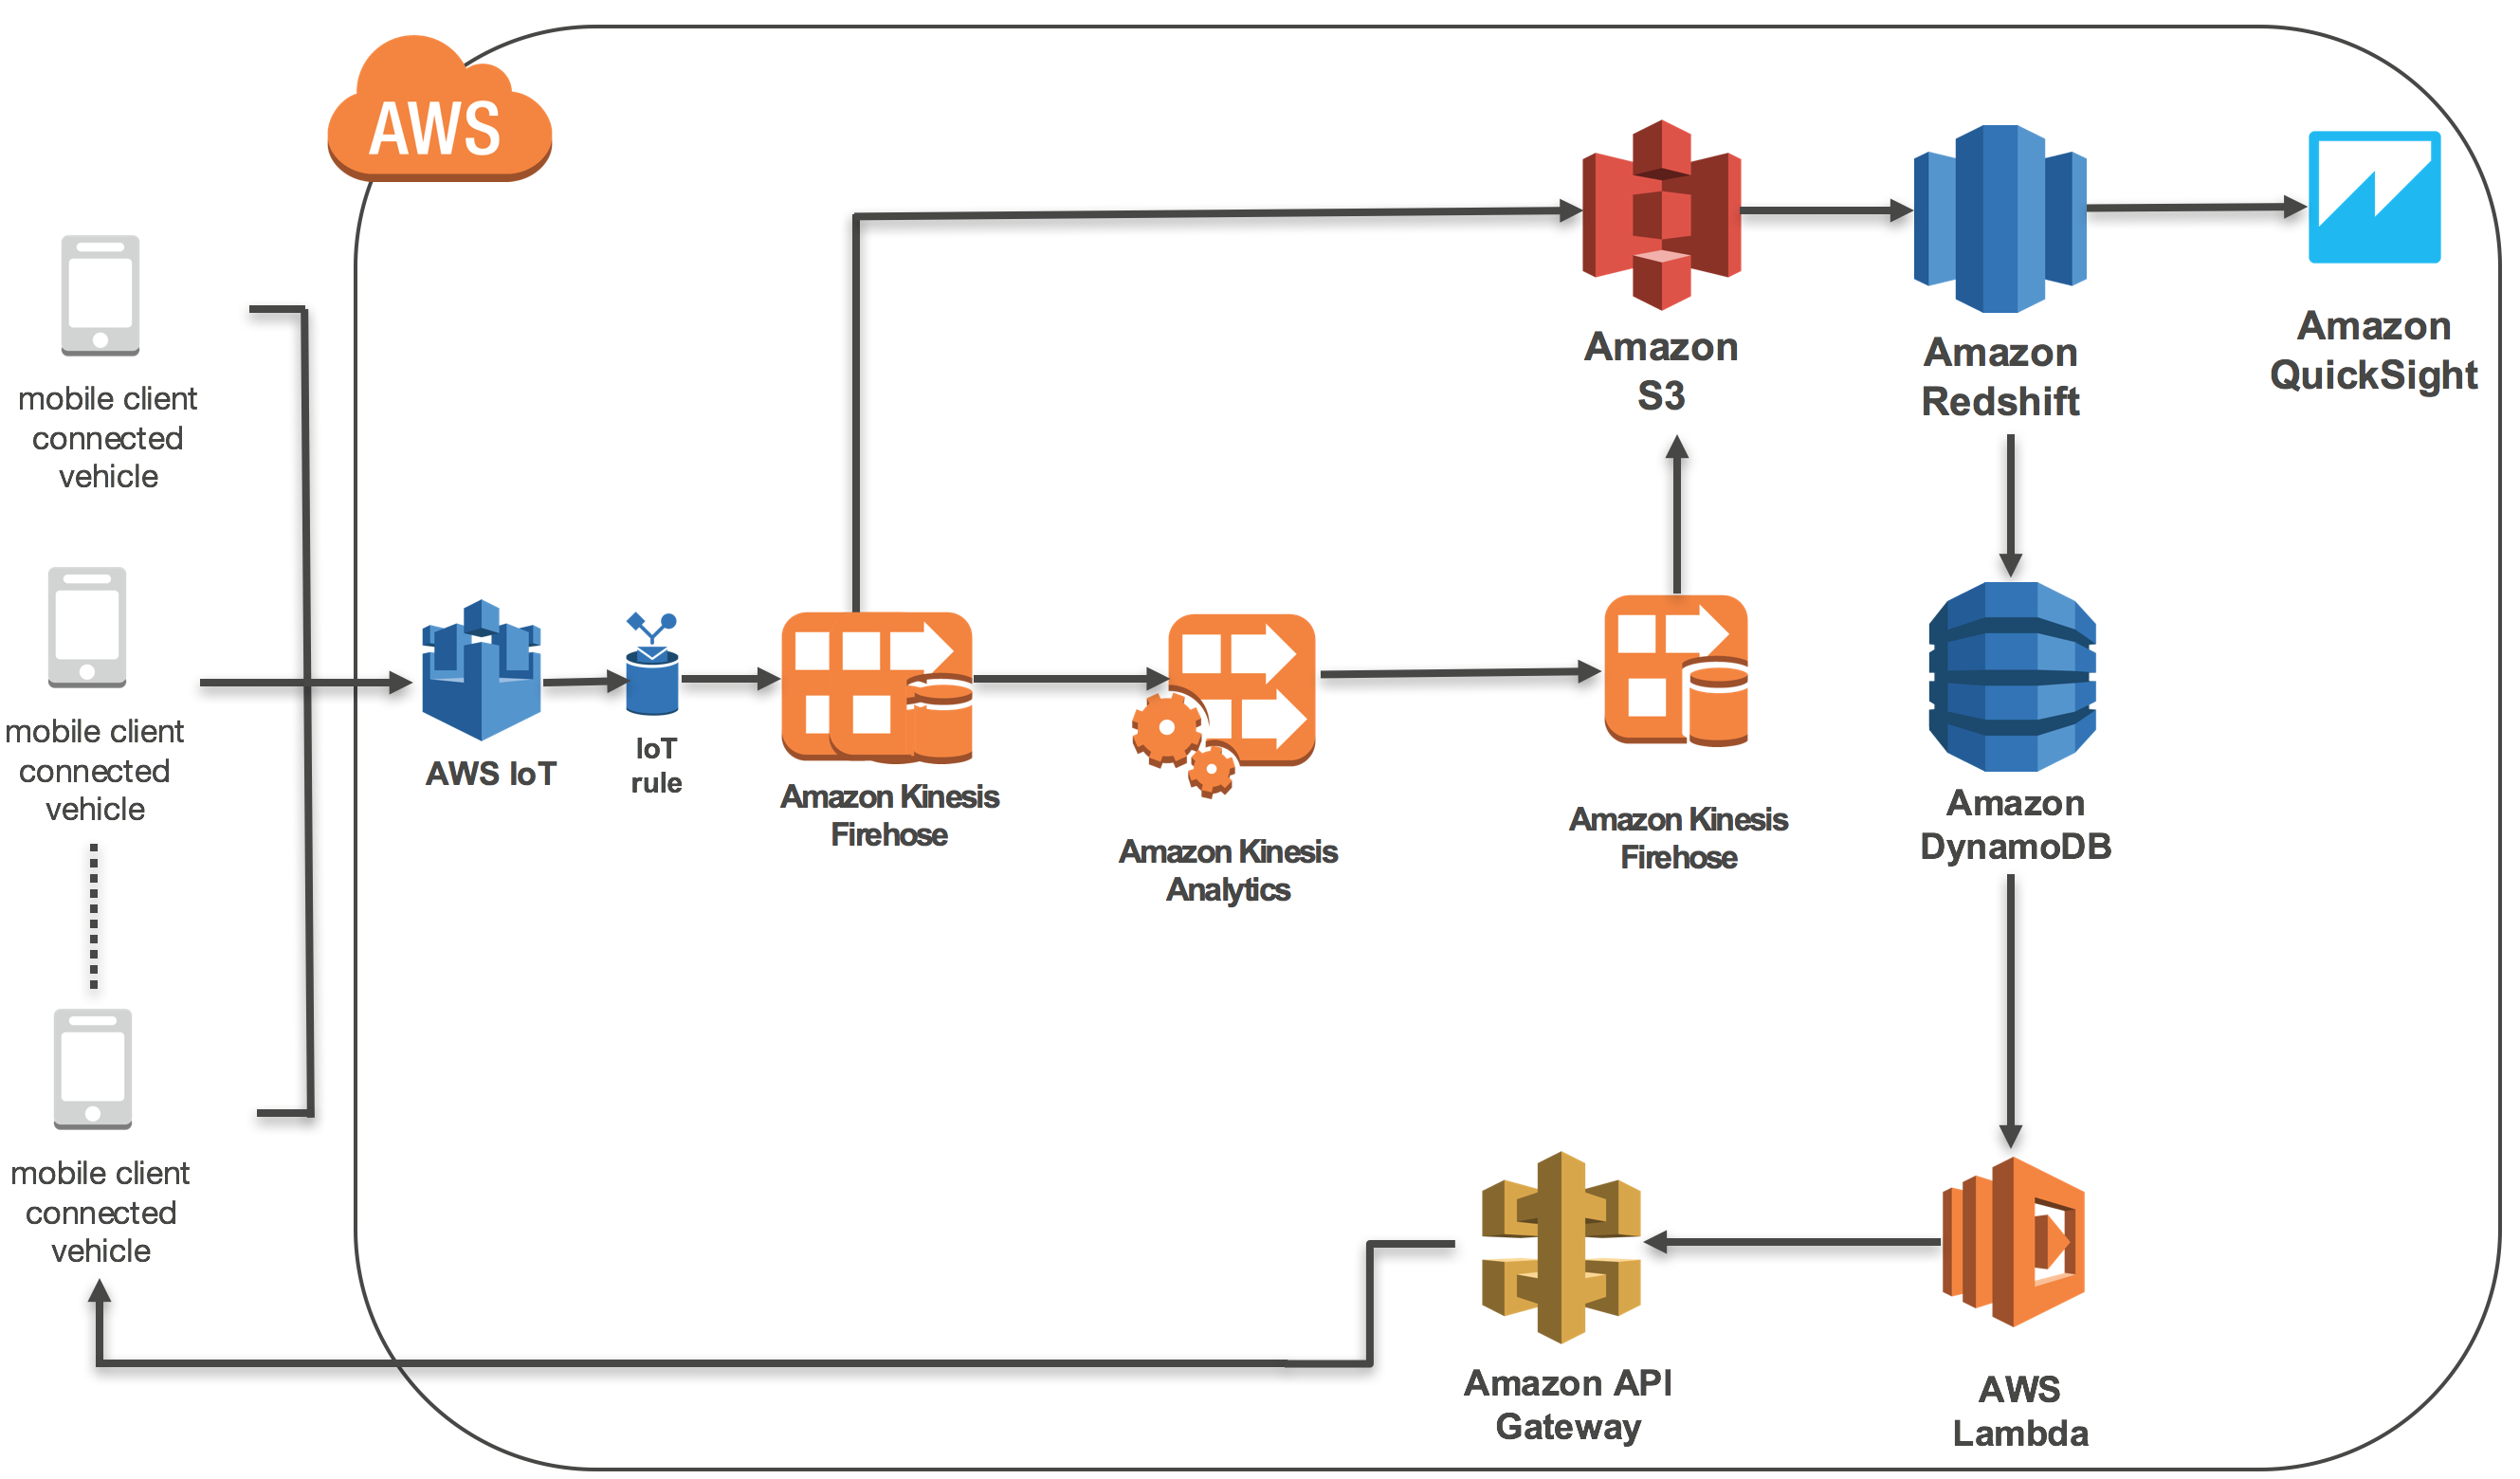 AWS
mobile client
connected
vehicle
mobile client
connected
vehicle
mobile client
connected
vehicle
AWS IoT
IoT
rule
Amazon Kinesis
Firehose
Amazon Kinesis
Analytics
Amazon Kinesis
Firehose
Amazon
S3
Amazon
Redshift
Amazon
QuickSight
Amazon
DynamoDB
Amazon API
Gateway
AWS
Lambda